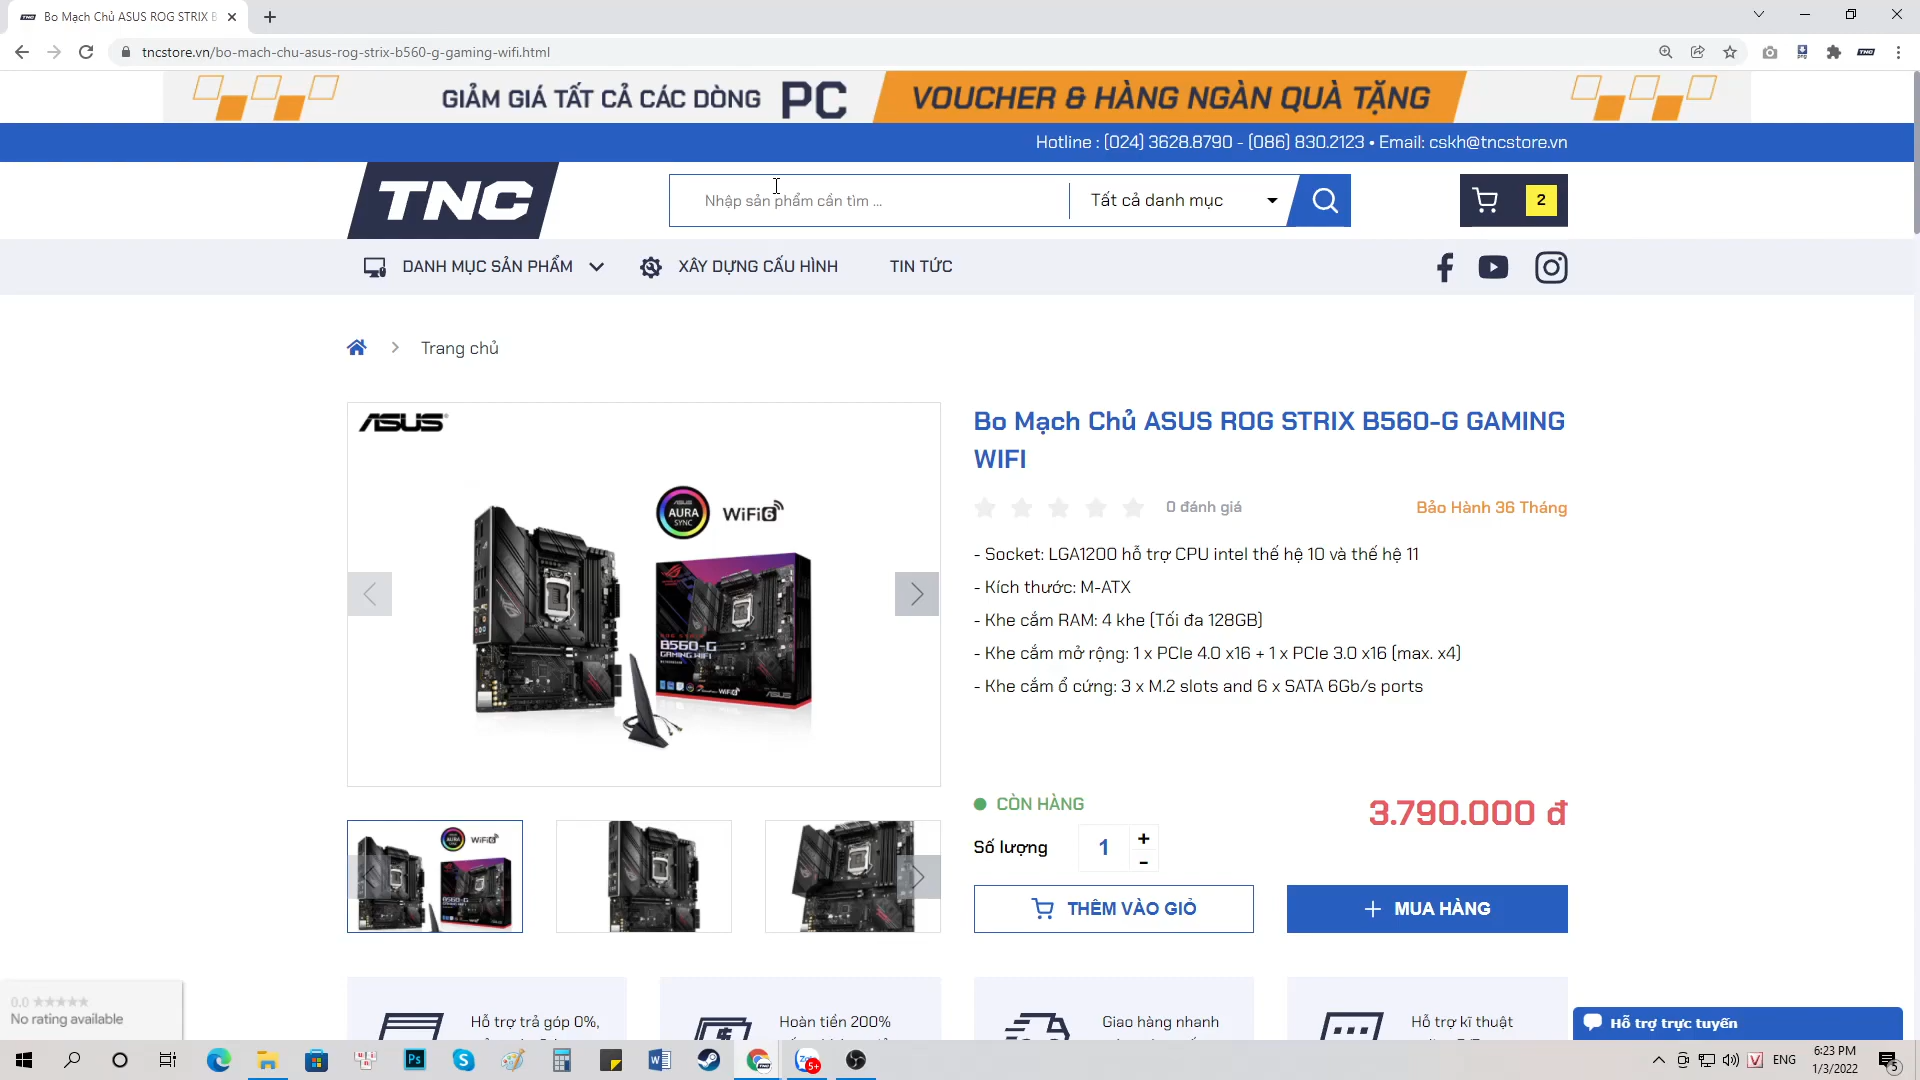 Bo Mạch Chủ ASUS ROG STRIX B
tncstore.vn/bo-mach-chu-asus-rog-strix-b560-g-gaming-wifi.html
GIẢM GIÁ TẤT CẢ CÁC DÒNG PC VOUCHER & HÀNG NGÀN QUÀ TẶNG
Hotline : (024) 3628.8790 - (086) 830.2123 • Email: cskh@tncstore.vn
TNC
Nhập sản phẩm cần tìm ...
Tất cả danh mục
2
DANH MỤC SẢN PHẨM
XÂY DỰNG CẤU HÌNH
TIN TỨC
Trang chủ
ASUS
AURA
SYNC
WiFi6
B560-G
GAMING WIFI
Bo Mạch Chủ ASUS ROG STRIX B560-G GAMING
WIFI
0 đánh giá
Bảo Hành 36 Tháng
- Socket: LGA1200 hỗ trợ CPU intel thế hệ 10 và thế hệ 11
- Kích thước: M-ATX
- Khe cắm RAM: 4 khe (Tối đa 128GB)
- Khe cắm mở rộng: 1 x PCIe 4.0 x16 + 1 x PCIe 3.0 x16 (max. x4)
- Khe cắm ổ cứng: 3 x M.2 slots and 6 x SATA 6Gb/s ports
CÒN HÀNG
3.790.000 đ
Số lượng
1
+
-
THÊM VÀO GIỎ
MUA HÀNG
0.0
No rating available
Hỗ trợ trả góp 0%,
Hoàn tiền 200%
Giao hàng nhanh
Hỗ trợ kĩ thuật
Hỗ trợ trực tuyến
ENG
6:23 PM
1/3/2022
5